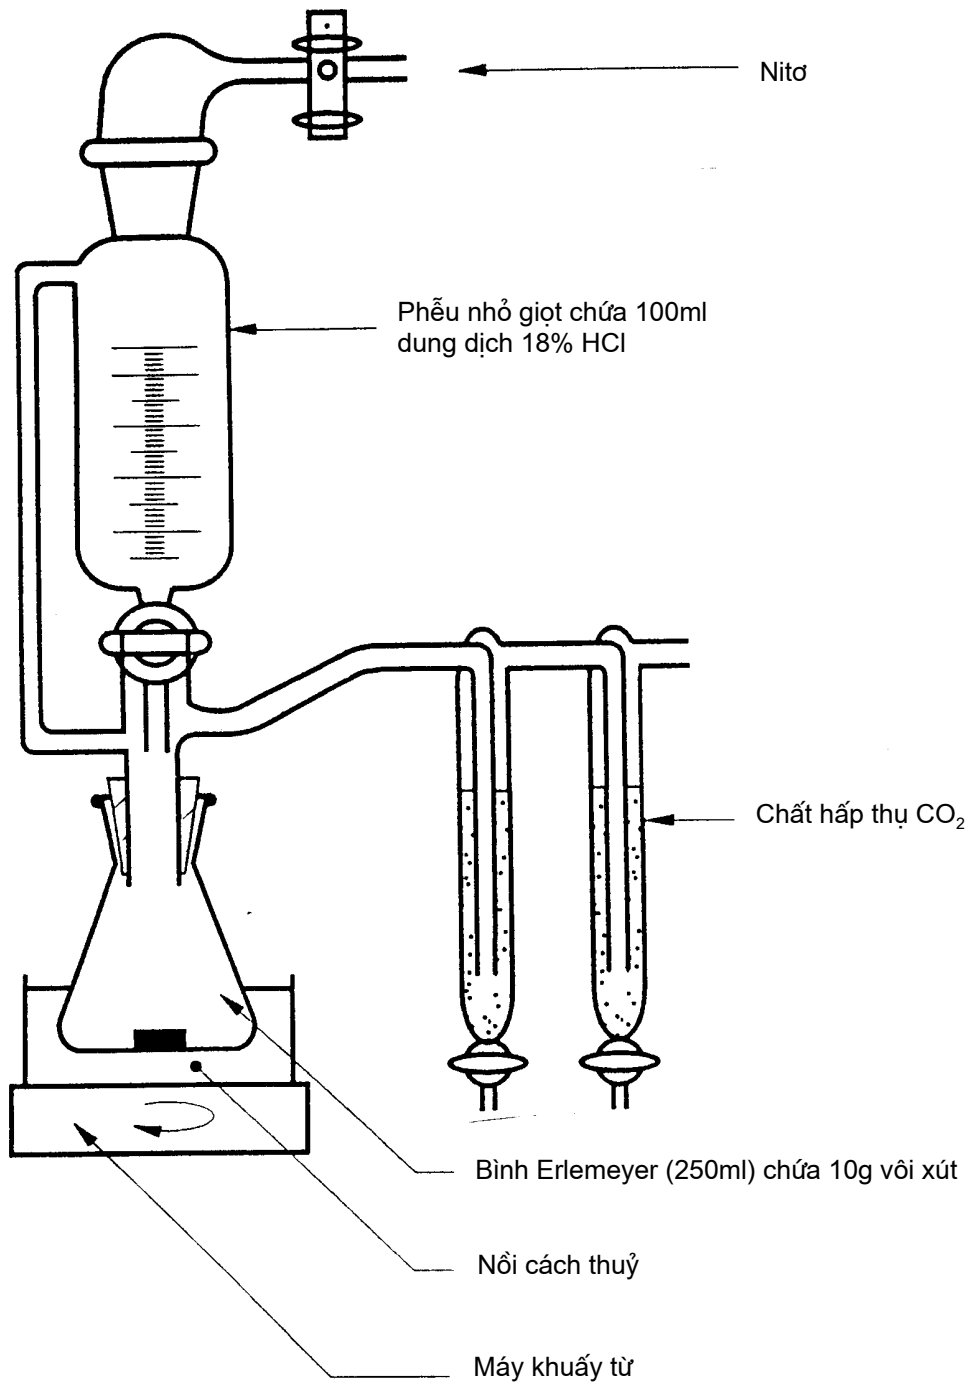 Nitơ
Phễu nhỏ giọt chứa 100ml
dung dịch 18% HCl
Chất hấp thụ CO₂
Bình Erlemeyer (250ml) chứa 10g vôi xút
Nồi cách thuỷ
Máy khuấy từ